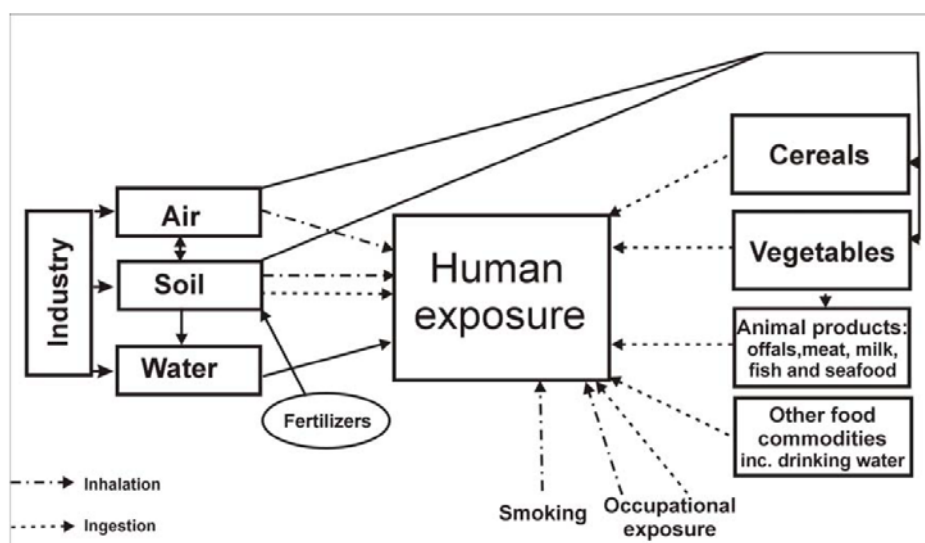 Industry
Air
Soil
Water
Fertilizers
Human
exposure
Cereals
Vegetables
Animal products:
offals,meat, milk,
fish and seafood
Other food
commodities
inc. drinking water
Smoking
Occupational
exposure
Inhalation
Ingestion